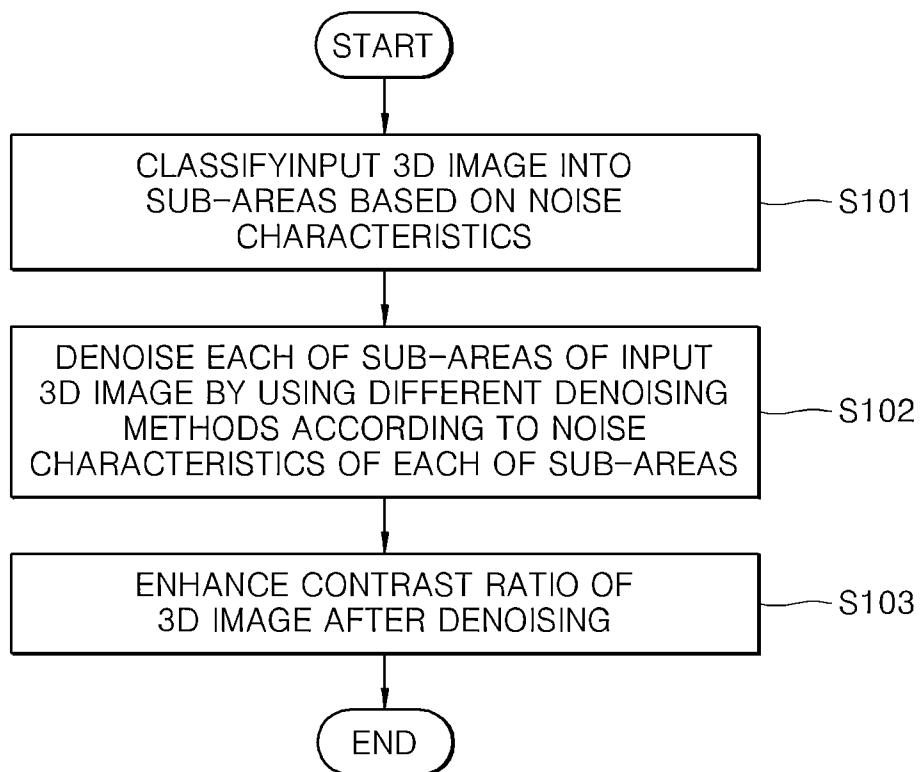 START
CLASSIFYINPUT 3D IMAGE INTO
SUB-AREAS BASED ON NOISE
CHARACTERISTICS
S101
DENOISE EACH OF SUB-AREAS OF INPUT
3D IMAGE BY USING DIFFERENT DENOISING
METHODS ACCORDING TO NOISE
CHARACTERISTICS OF EACH OF SUB-AREAS
S102
ENHANCE CONTRAST RATIO OF
3D IMAGE AFTER DENOISING
S103
END